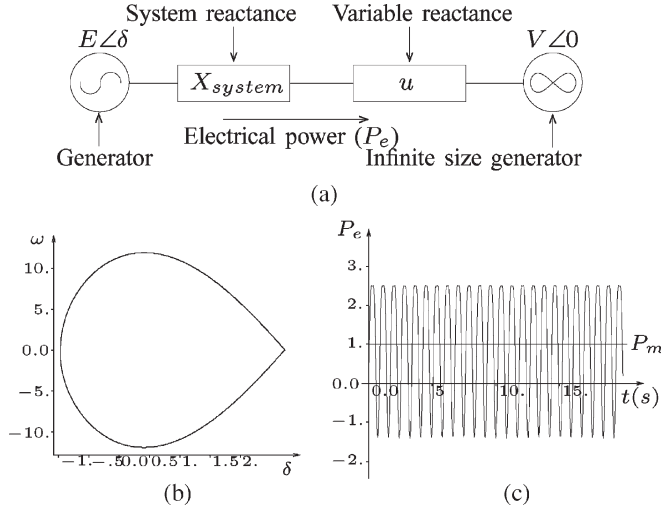 System reactance Variable reactance
E∠δ V∠0
X_system u
Electrical power (P_e)
Generator Infinite size generator
(a)
ω
10.
5.
0.0
−5.
−10.
−1. −.5 0.0 0.5 1. 1.5 2. δ
(b)
P_e
3.
2.
1. P_m
0.0
0.0 5 10. 15. t(s)
−1.
−2.
(c)